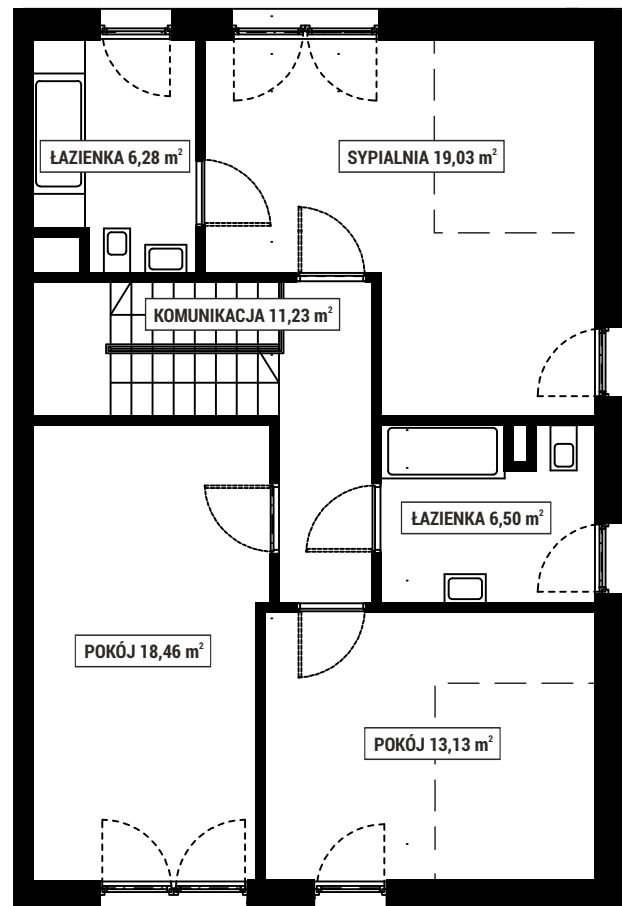 ŁAZIENKA 6,28 m²
SYPIALNIA 19,03 m²
KOMUNIKACJA 11,23 m²
ŁAZIENKA 6,50 m²
POKÓJ 18,46 m²
POKÓJ 13,13 m²